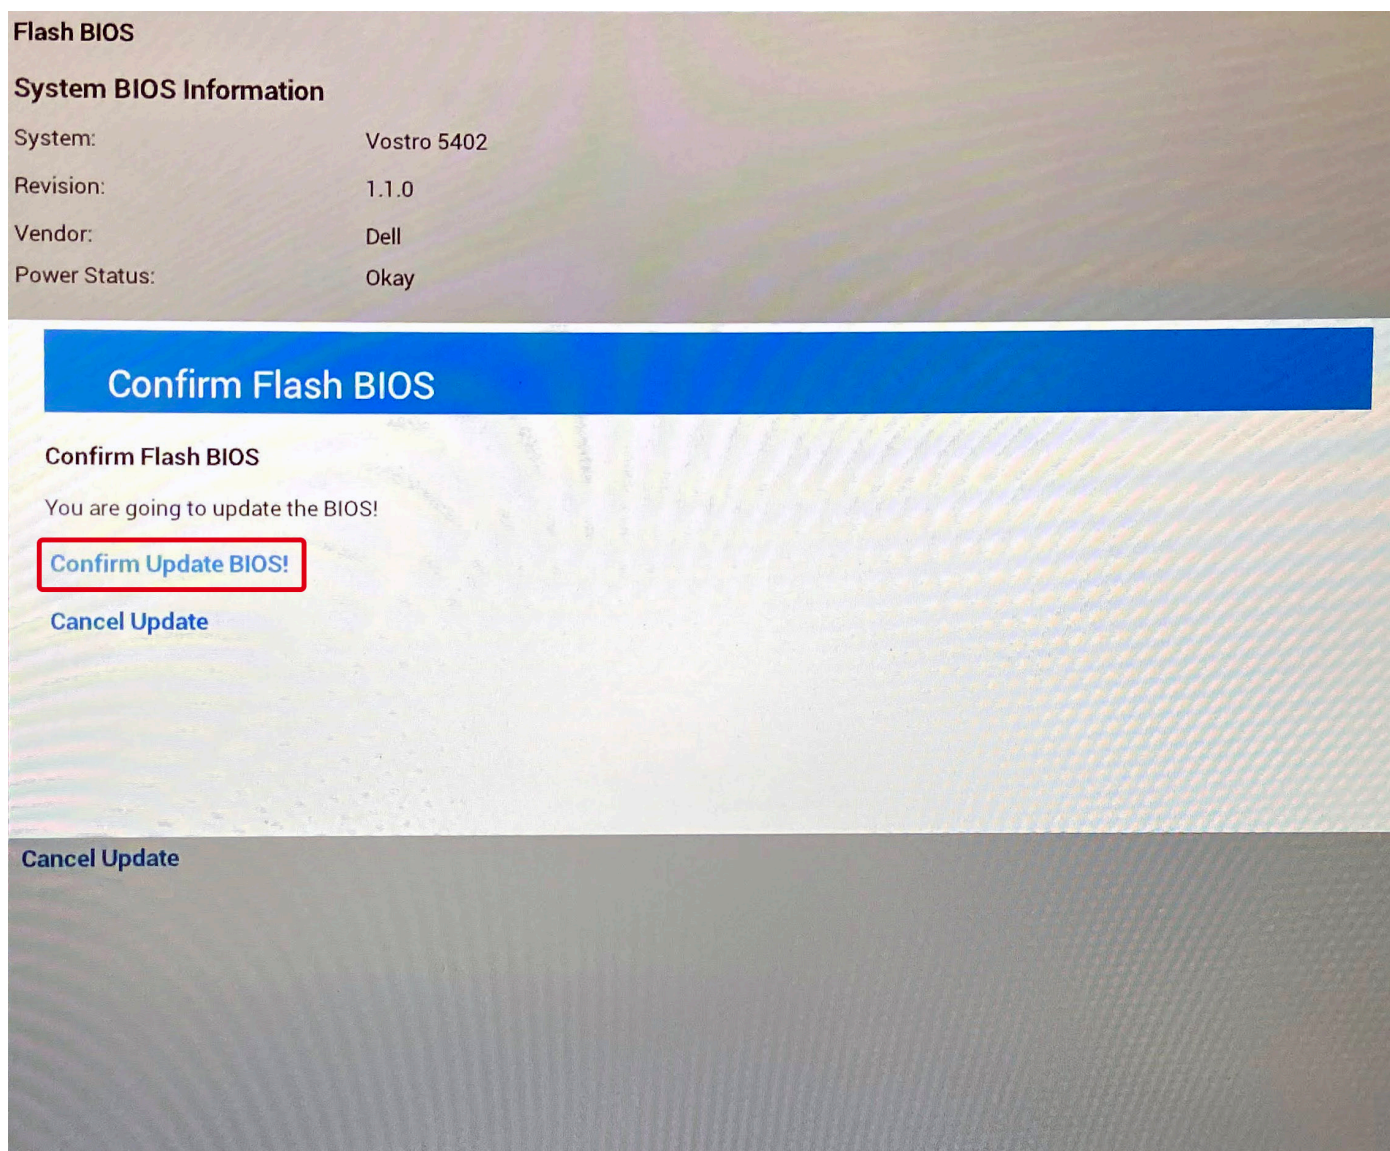 Flash BIOS
System BIOS Information
System: Vostro 5402
Revision: 1.1.0
Vendor: Dell
Power Status: Okay
Confirm Flash BIOS
Confirm Flash BIOS
You are going to update the BIOS!
Confirm Update BIOS!
Cancel Update
Cancel Update